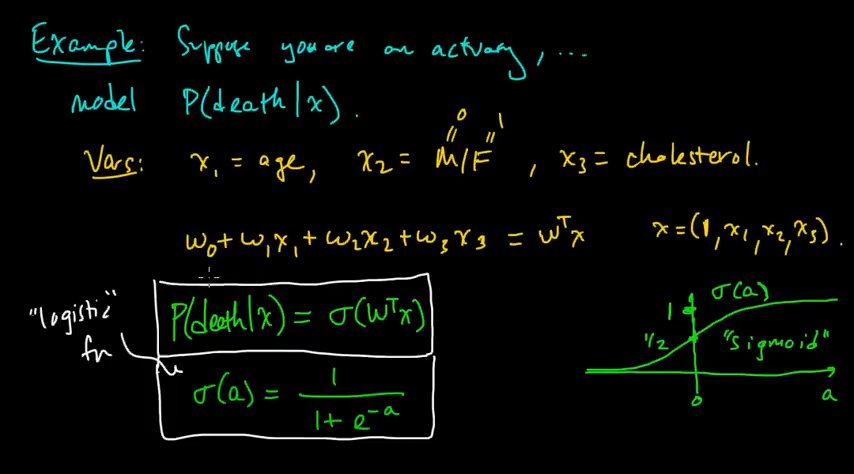 Example: Suppose you are an actuary, ...
model P(death|x).
0 1
Vars: x₁ = age, x₂ = M/F, x₃ = cholesterol.
w₀ + w₁x₁ + w₂x₂ + w₃x₃ = wᵀx x = (1, x₁, x₂, x₃).
"logistic" fn
P(death|x) = σ(wᵀx)
σ(a) = 1 / (1 + e⁻ᵃ)
σ(a)
1
1/2 "sigmoid"
0 a